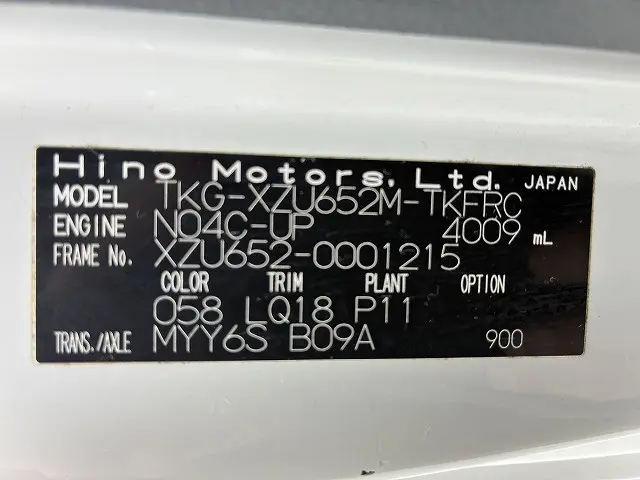 Hino Motors, Ltd. JAPAN
MODEL TKG-XZU652M-TKFRC
ENGINE N04C-UP 4009 mL
FRAME No. XZU652-0001215
COLOR TRIM PLANT OPTION
058 LQ18 P11
TRANS./AXLE MYY6S B09A 900